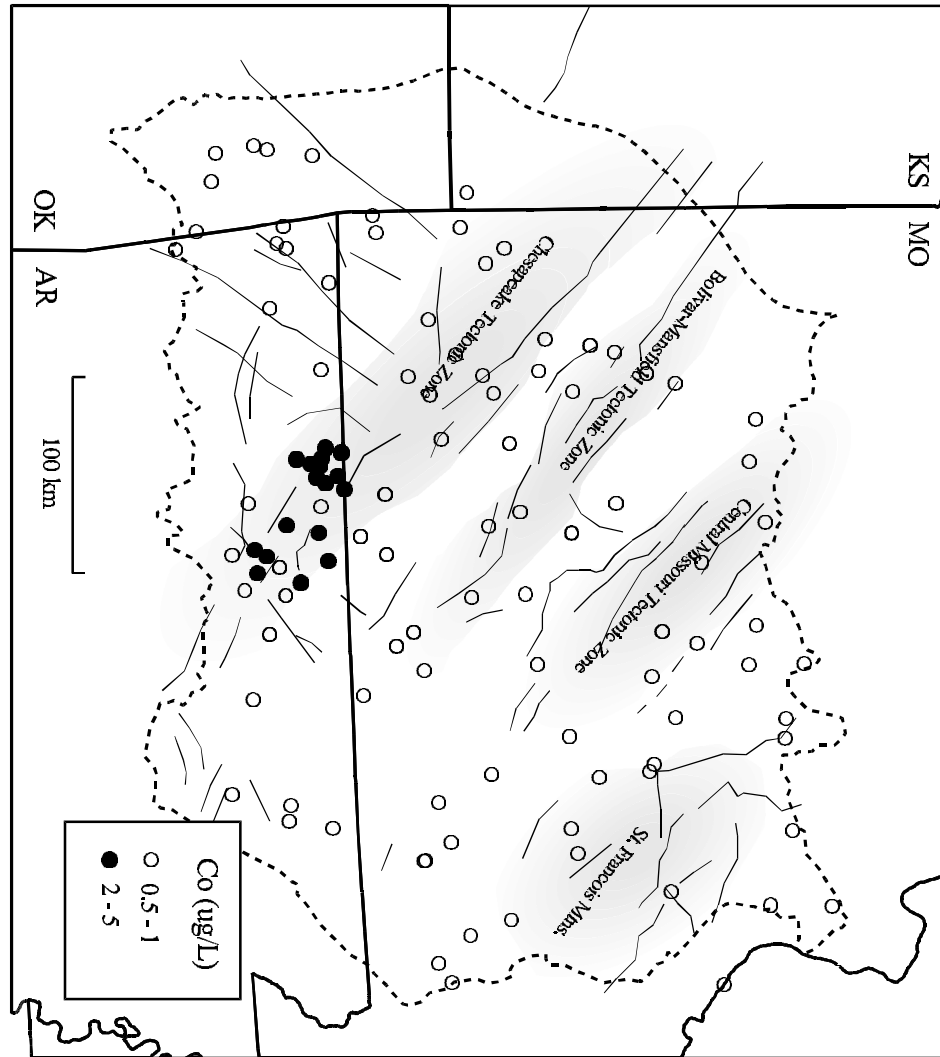 KS
MO
OK
AR
Chesapeake Tectonic Zone
Bolivar-Mansfield Tectonic Zone
Central Missouri Tectonic Zone
St. Francois Mtns.
100 km
Co (ug/L)
0.5 - 1
2 - 5